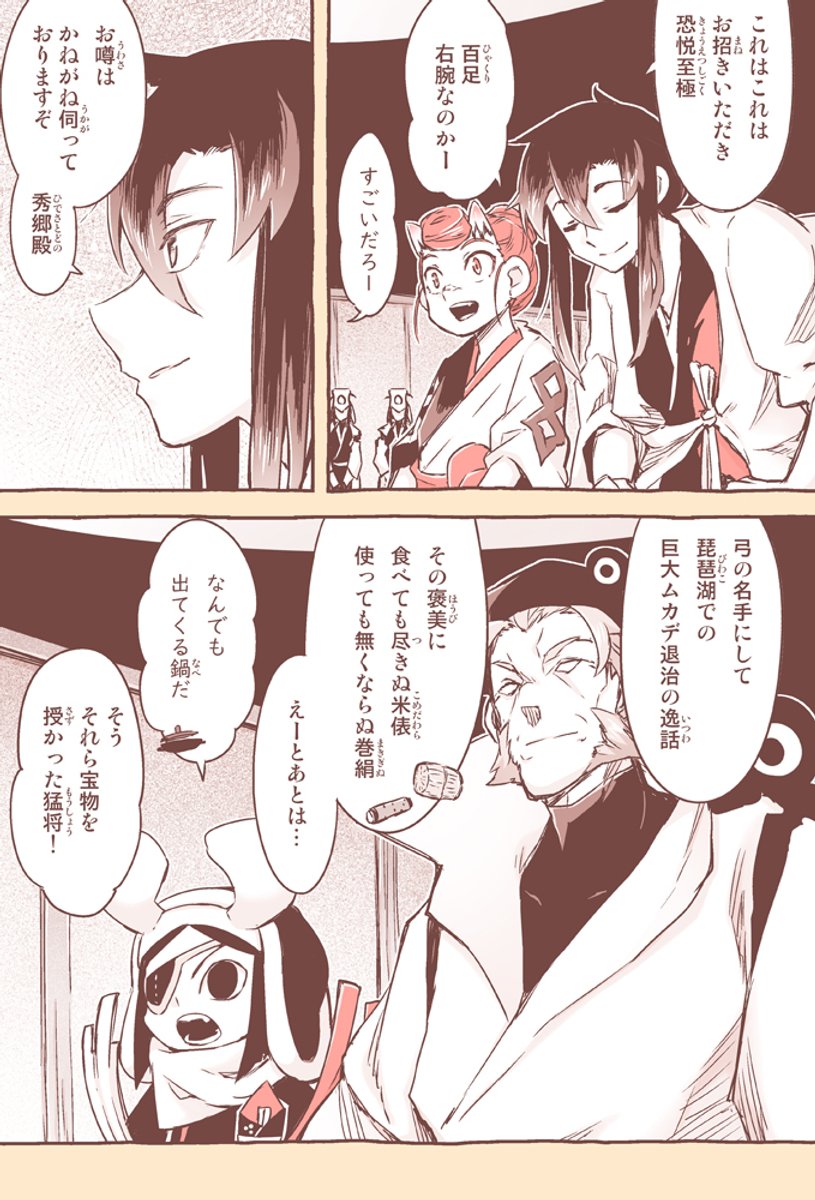 これはこれは
お招きいただき
恐悦至極
百足
右腕なのかー
すごいだろー
お噂は
かねがね伺って
おりますぞ
秀郷殿
弓の名手にして
琵琶湖での
巨大ムカデ退治の逸話
その褒美に
食べても尽きぬ米俵
使っても無くならぬ巻絹
えーとあとは…
なんでも
出てくる鍋だ
そう
それら宝物を
授かった猛将！